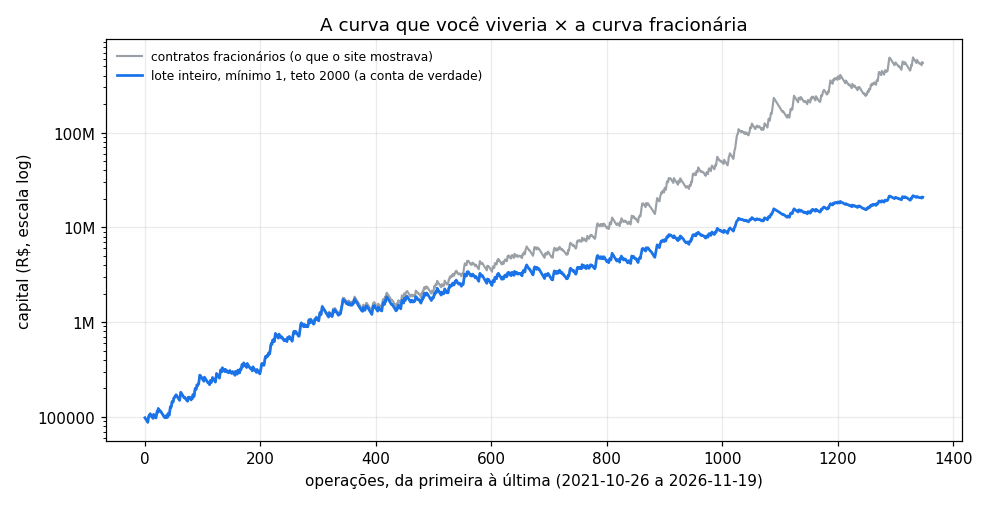 A curva que você viveria × a curva fracionária
contratos fracionários (o que o site mostrava)
lote inteiro, mínimo 1, teto 2000 (a conta de verdade)
capital (R$, escala log)
100M
10M
1M
100000
0 200 400 600 800 1000 1200 1400
operações, da primeira à última (2021-10-26 a 2026-11-19)